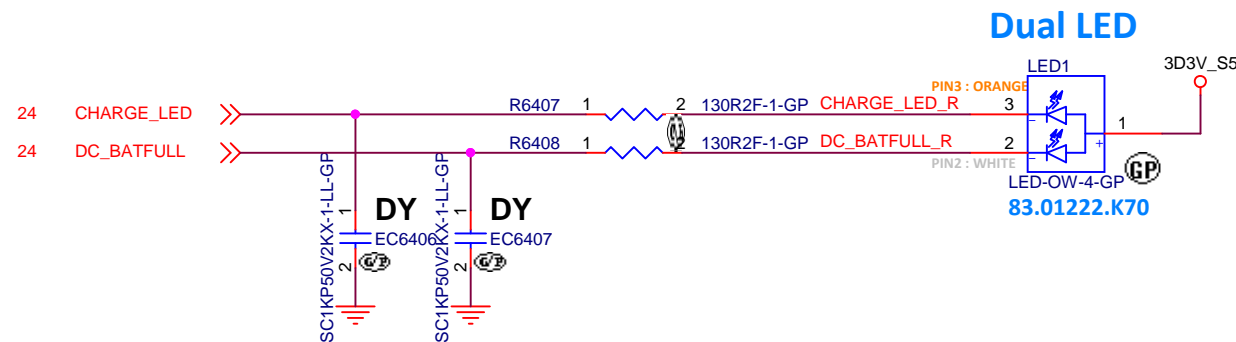 Dual LED
LED1
3D3V_S5
PIN3 : ORANGE
24 CHARGE_LED R6407 1 2 130R2F-1-GP CHARGE_LED_R 3
1
24 DC_BATFULL R6408 1 2 130R2F-1-GP DC_BATFULL_R 2
PIN2 : WHITE
LED-OW-4-GP
GP
83.01222.K70
SC1KP50V2KX-1-LL-GP
1
DY
EC6406
2
G/P
SC1KP50V2KX-1-LL-GP
1
DY
EC6407
2
G/P